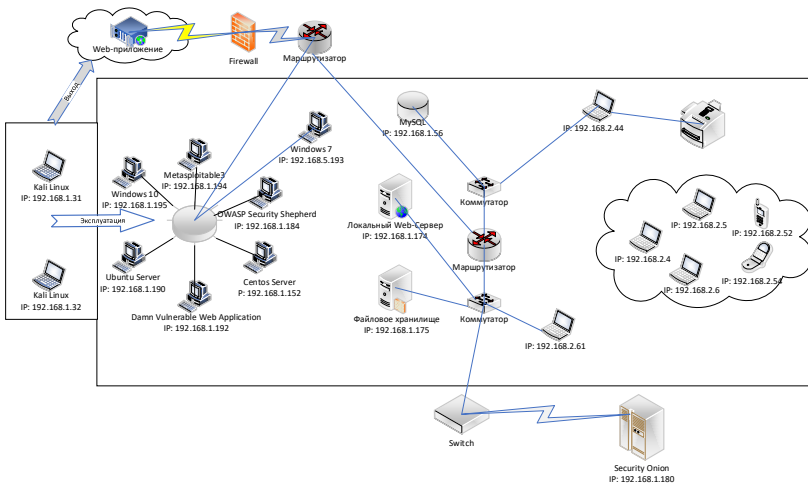 Web-приложение
Firewall
Маршрутизатор
Выход
Kali Linux
IP: 192.168.1.31
Эксплуатация
Kali Linux
IP: 192.168.1.32
Windows 10
IP: 192.168.1.195
Metasploitable3
IP: 192.168.1.194
Windows 7
IP: 192.168.5.193
OWASP Security Shepherd
IP: 192.168.1.184
Ubuntu Server
IP: 192.168.1.190
Damn Vulnerable Web Application
IP: 192.168.1.192
Centos Server
P: 192.168.1.152
MySQL
IP: 192.168.1.56
IP: 192.168.2.44
Коммутатор
Локальный Web-Сервер
IP: 192.168.1.174
Маршрутизатор
Файловое хранилище
IP: 192.168.1.175
Коммутатор
IP: 192.168.2.61
IP: 192.168.2.5
IP: 192.168.2.52
IP: 192.168.2.4
IP: 192.168.2.6
IP: 192.168.2.54
Switch
Security Onion
IP: 192.168.1.180